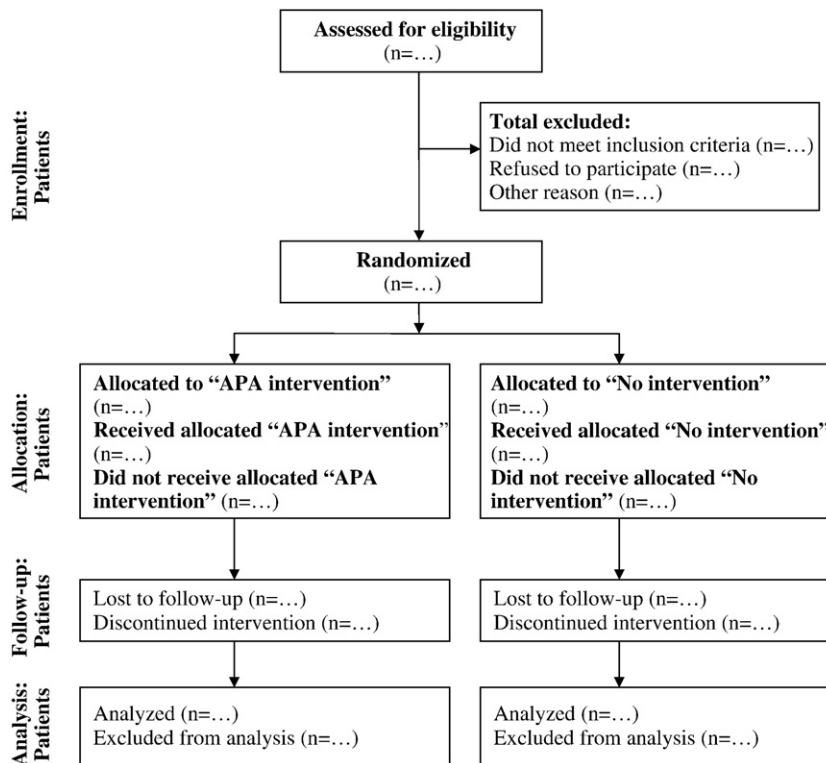 Assessed for eligibility
(n=…)
Enrollment:
Patients
Total excluded:
Did not meet inclusion criteria (n=…)
Refused to participate (n=…)
Other reason (n=…)
Randomized
(n=…)
Allocation:
Patients
Allocated to “APA intervention”
(n=…)
Received allocated “APA intervention”
(n=…)
Did not receive allocated “APA
intervention” (n=…)
Allocated to “No intervention”
(n=…)
Received allocated “No intervention”
(n=…)
Did not receive allocated “No
intervention” (n=…)
Follow-up:
Patients
Lost to follow-up (n=…)
Discontinued intervention (n=…)
Lost to follow-up (n=…)
Discontinued intervention (n=…)
Analysis:
Patients
Analyzed (n=…)
Excluded from analysis (n=…)
Analyzed (n=…)
Excluded from analysis (n=…)